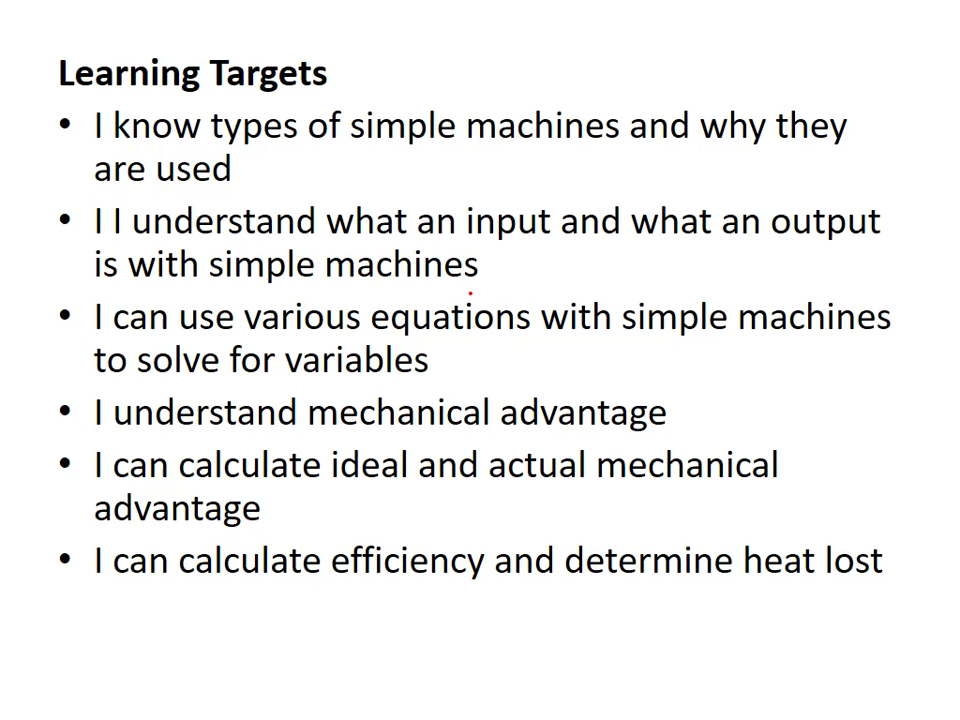 Learning Targets
• I know types of simple machines and why they
are used
• I I understand what an input and what an output
is with simple machines
• I can use various equations with simple machines
to solve for variables
• I understand mechanical advantage
• I can calculate ideal and actual mechanical
advantage
• I can calculate efficiency and determine heat lost